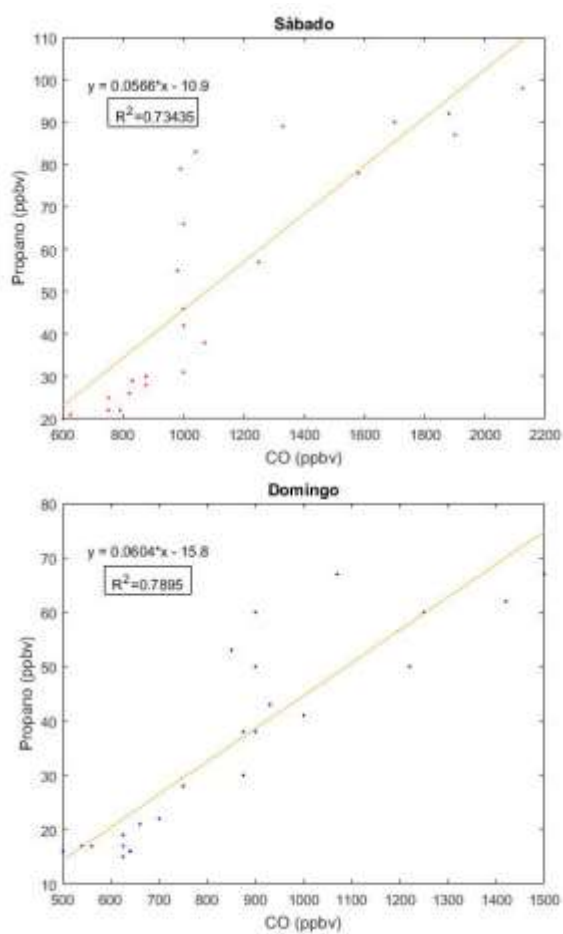 Sábado
110
100
90
80
70
60
50
40
30
20
y = 0.0566*x - 10.9
R²=0.73435
Propano (ppbv)
600 800 1000 1200 1400 1600 1800 2000 2200
CO (ppbv)
Domingo
80
70
60
50
40
30
20
10
y = 0.0604*x - 15.8
R²=0.7895
Propano (ppbv)
500 600 700 800 900 1000 1100 1200 1300 1400 1500
CO (ppbv)